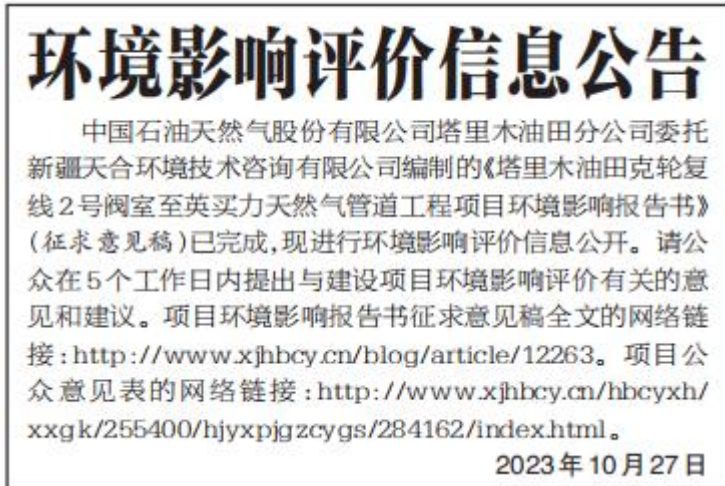 环境影响评价信息公告
中国石油天然气股份有限公司塔里木油田分公司委托
新疆天合环境技术咨询有限公司编制的《塔里木油田克轮复
线2号阀室至英买力天然气管道工程项目环境影响报告书》
(征求意见稿)已完成,现进行环境影响评价信息公开。请公
众在5个工作日内提出与建设项目环境影响评价有关的意
见和建议。项目环境影响报告书征求意见稿全文的网络链
接:http://www.xjhbcy.cn/blog/article/12263。项目公
众意见表的网络链接:http://www.xjhbcy.cn/hbcyxh/
xxgk/255400/hjyxpjgzcygs/284162/index.html。
2023年10月27日